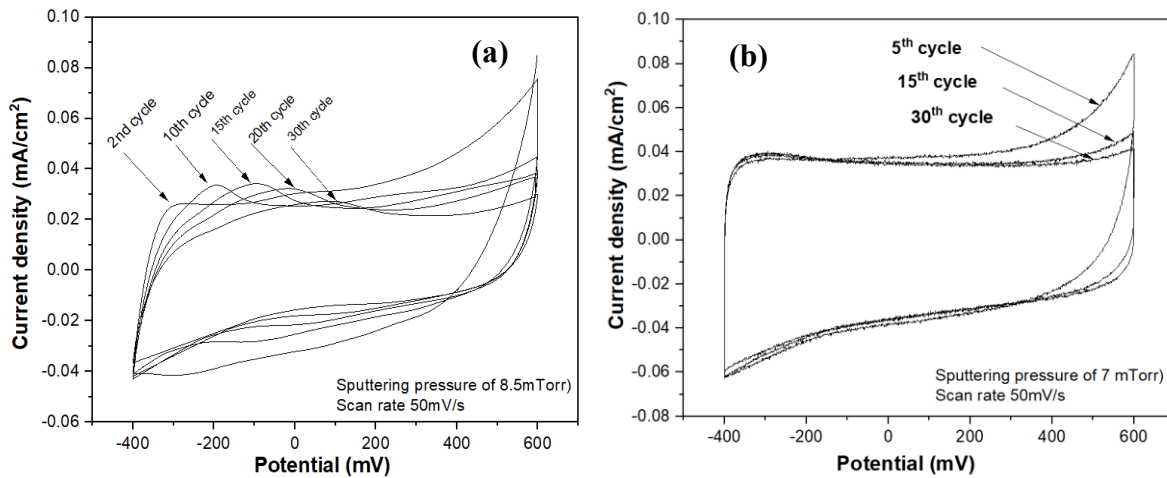 (a)
0.10
0.08
0.06
0.04
0.02
0.00
-0.02
-0.04
-0.06
Current density (mA/cm²)
2nd cycle
10th cycle
15th cycle
20th cycle
30th cycle
Sputtering pressure of 8.5mTorr)
Scan rate 50mV/s
-400 -200 0 200 400 600
Potential (mV)
(b)
0.10
0.08
0.06
0.04
0.02
0.00
-0.02
-0.04
-0.06
-0.08
Current density (mA/cm²)
5th cycle
15th cycle
30th cycle
Sputtering pressure of 7 mTorr)
Scan rate 50mV/s
-400 -200 0 200 400 600
Potential (mV)